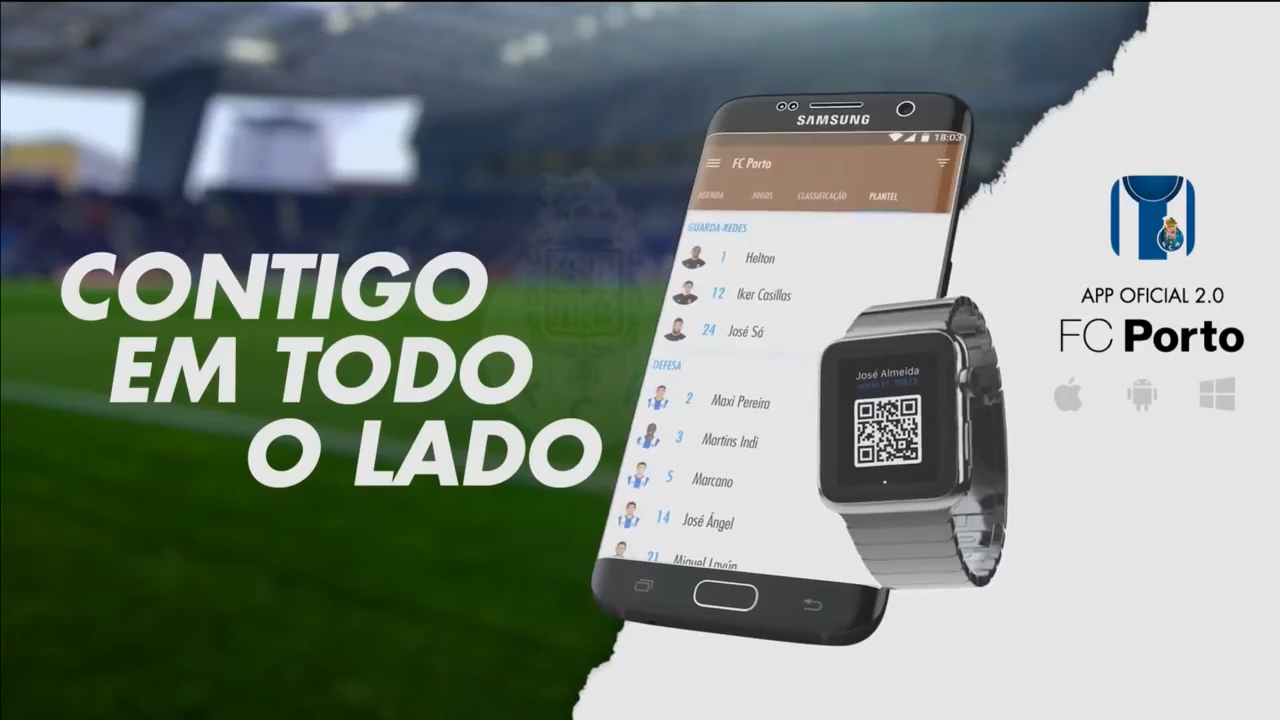 CONTIGO
EM TODO
O LADO
SAMSUNG
18:03
FC Porto
AGENDA JOGOS CLASSIFICAÇÃO PLANTEL
GUARDA-REDES
1 Helton
12 Iker Casillas
24 José Sá
DEFESA
2 Maxi Pereira
3 Martins Indi
5 Marcano
14 José Ángel
21 Miguel Layún
José Almeida
APP OFICIAL 2.0
FC Porto